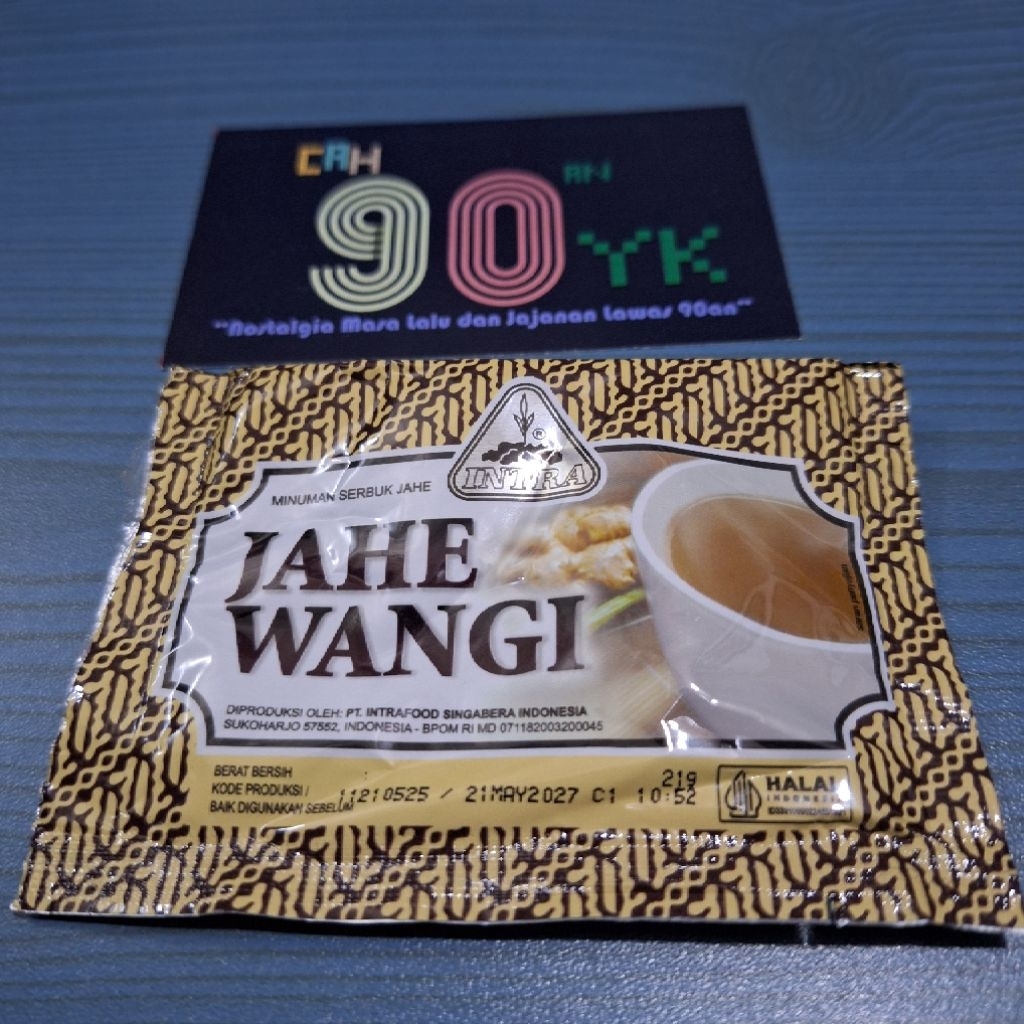 CAH
90
AN
YK
"Nostalgia Masa Lalu dan Jajanan Lawas 90an"
INTRA
®
MINUMAN SERBUK JAHE
JAHE
WANGI
DIPRODUKSI OLEH: PT. INTRAFOOD SINGABERA INDONESIA
SUKOHARJO 57552, INDONESIA - BPOM RI MD 071182003200045
BERAT BERSIH : 21g
KODE PRODUKSI /
BAIK DIGUNAKAN SEBELUM
11210525 / 21MAY2027 C1 10:52
HALAL
INDONESIA